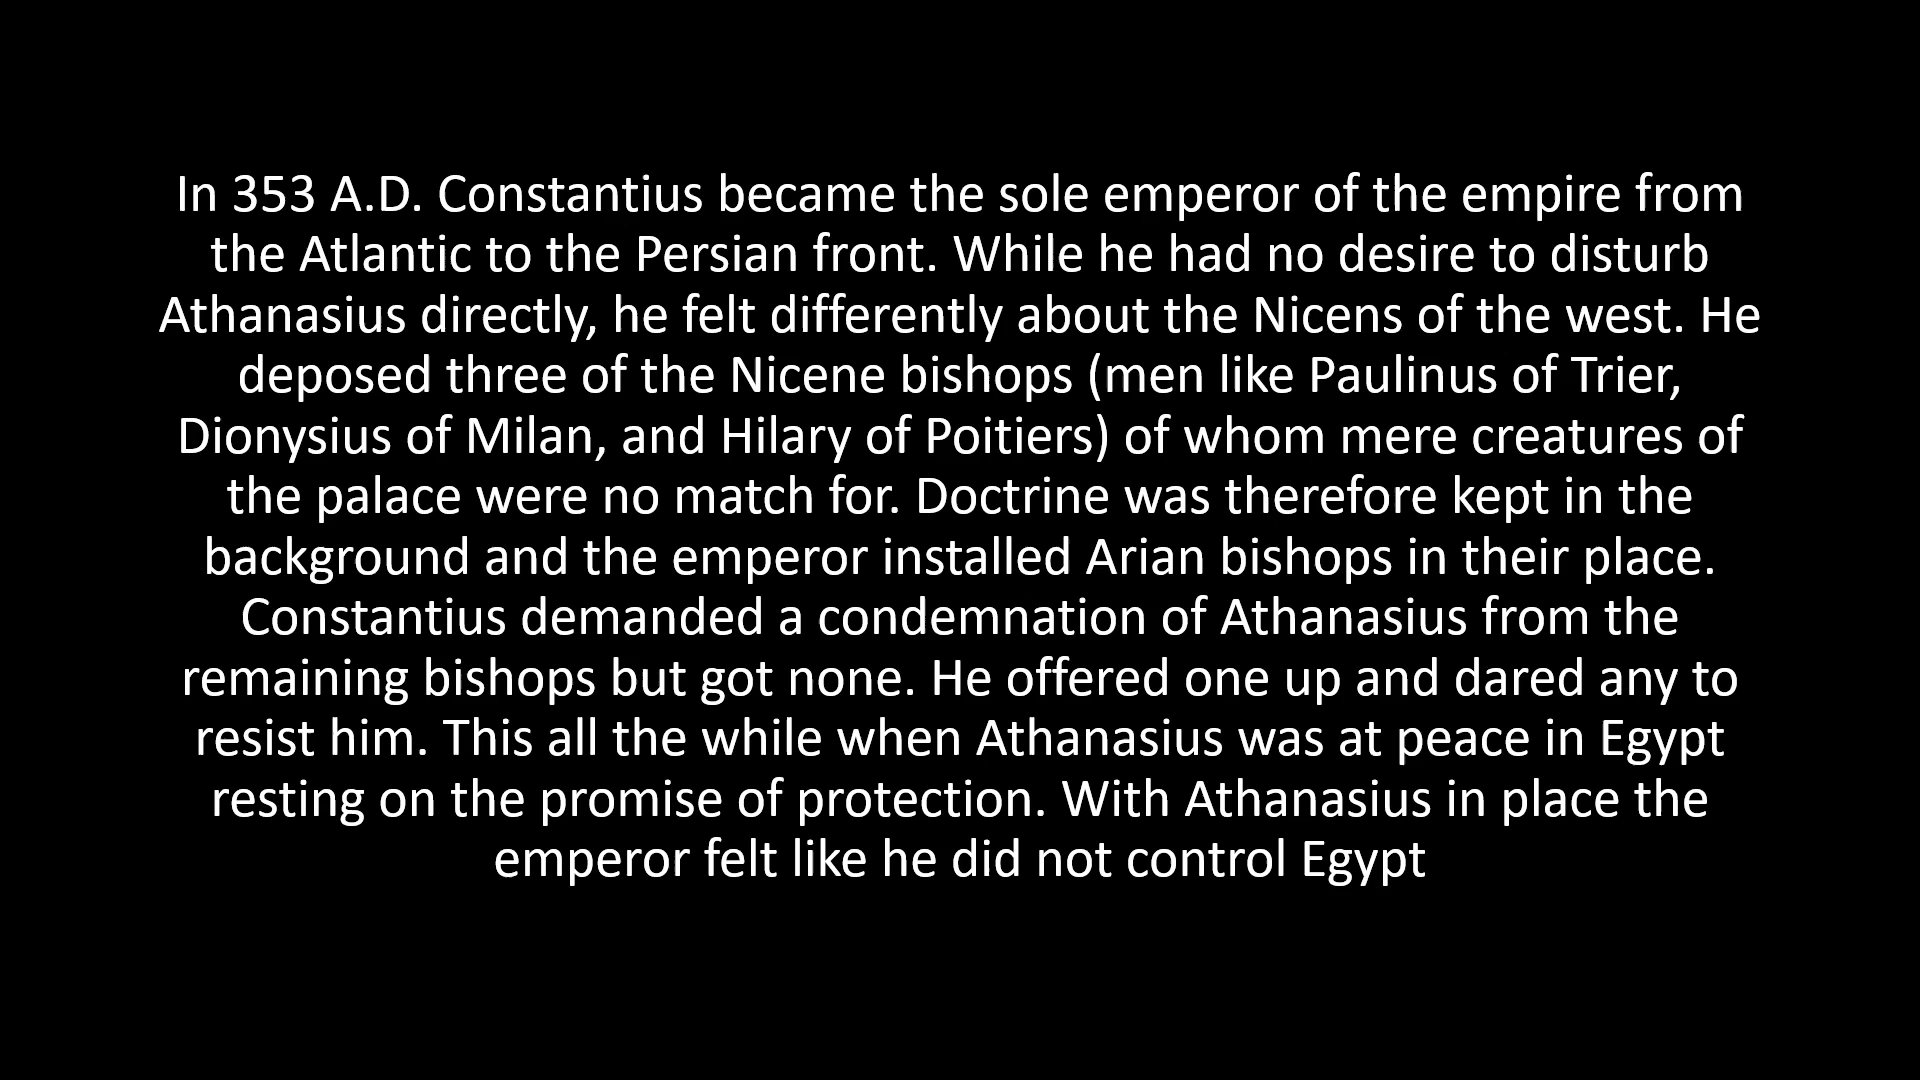 In 353 A.D. Constantius became the sole emperor of the empire from
the Atlantic to the Persian front. While he had no desire to disturb
Athanasius directly, he felt differently about the Nicens of the west. He
deposed three of the Nicene bishops (men like Paulinus of Trier,
Dionysius of Milan, and Hilary of Poitiers) of whom mere creatures of
the palace were no match for. Doctrine was therefore kept in the
background and the emperor installed Arian bishops in their place.
Constantius demanded a condemnation of Athanasius from the
remaining bishops but got none. He offered one up and dared any to
resist him. This all the while when Athanasius was at peace in Egypt
resting on the promise of protection. With Athanasius in place the
emperor felt like he did not control Egypt